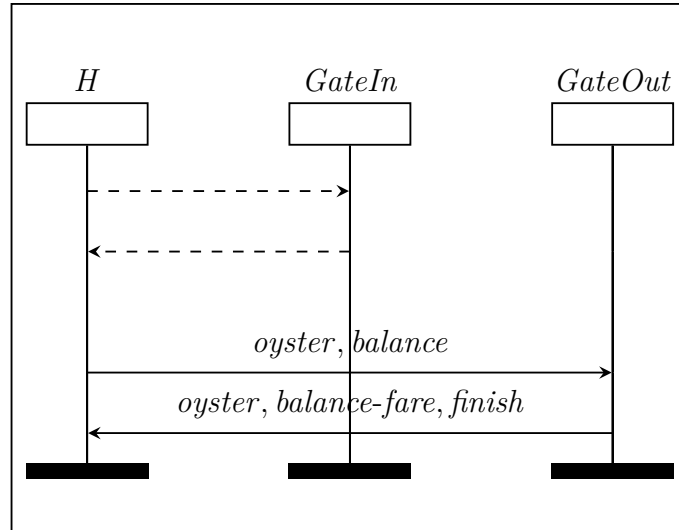 H GateIn GateOut
oyster, balance
oyster, balance-fare, finish